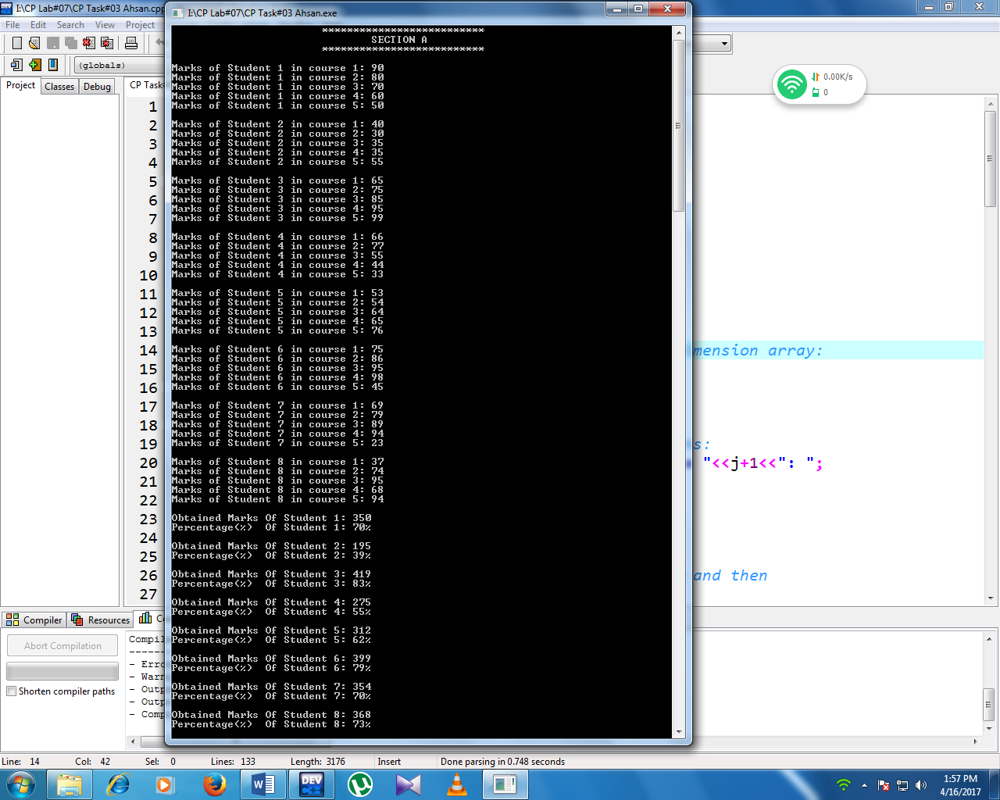 I:\CP Lab#07\CP Task#03 Ahsan.cpp
I:\CP Lab#07\CP Task#03 Ahsan.exe
File Edit Search View Project
(globals)
Project Classes Debug
CP Task
0.00K/s
0
**************************
SECTION A
**************************
Marks of Student 1 in course 1: 90
Marks of Student 1 in course 2: 80
Marks of Student 1 in course 3: 70
Marks of Student 1 in course 4: 60
Marks of Student 1 in course 5: 50
Marks of Student 2 in course 1: 40
Marks of Student 2 in course 2: 30
Marks of Student 2 in course 3: 35
Marks of Student 2 in course 4: 35
Marks of Student 2 in course 5: 55
Marks of Student 3 in course 1: 65
Marks of Student 3 in course 2: 75
Marks of Student 3 in course 3: 85
Marks of Student 3 in course 4: 95
Marks of Student 3 in course 5: 99
Marks of Student 4 in course 1: 66
Marks of Student 4 in course 2: 77
Marks of Student 4 in course 3: 55
Marks of Student 4 in course 4: 44
Marks of Student 4 in course 5: 33
Marks of Student 5 in course 1: 53
Marks of Student 5 in course 2: 54
Marks of Student 5 in course 3: 64
Marks of Student 5 in course 4: 65
Marks of Student 5 in course 5: 76
Marks of Student 6 in course 1: 75
Marks of Student 6 in course 2: 86
Marks of Student 6 in course 3: 95
Marks of Student 6 in course 4: 98
Marks of Student 6 in course 5: 45
Marks of Student 7 in course 1: 69
Marks of Student 7 in course 2: 79
Marks of Student 7 in course 3: 89
Marks of Student 7 in course 4: 94
Marks of Student 7 in course 5: 23
Marks of Student 8 in course 1: 37
Marks of Student 8 in course 2: 74
Marks of Student 8 in course 3: 95
Marks of Student 8 in course 4: 68
Marks of Student 8 in course 5: 94
Obtained Marks Of Student 1: 350
Percentage(%)  Of Student 1: 70%
Obtained Marks Of Student 2: 195
Percentage(%)  Of Student 2: 39%
Obtained Marks Of Student 3: 419
Percentage(%)  Of Student 3: 83%
Obtained Marks Of Student 4: 275
Percentage(%)  Of Student 4: 55%
Obtained Marks Of Student 5: 312
Percentage(%)  Of Student 5: 62%
Obtained Marks Of Student 6: 399
Percentage(%)  Of Student 6: 79%
Obtained Marks Of Student 7: 354
Percentage(%)  Of Student 7: 70%
Obtained Marks Of Student 8: 368
Percentage(%)  Of Student 8: 73%
1
2
3
4
5
6
7
8
9
10
11
12
13
14 mension array:
15
16
17
18
19 s:
20 "<<j+1<<": ";
21
22
23
24
25
26 and then
27
Compiler Resources Co
Abort Compilation
Shorten compiler paths
Compil
------
- Erro
- Warn
- Outp
- Outp
- Comp
Line: 14 Col: 42 Sel: 0 Lines: 133 Length: 3176 Insert Done parsing in 0.748 seconds
DEV C++
1:57 PM
4/16/2017